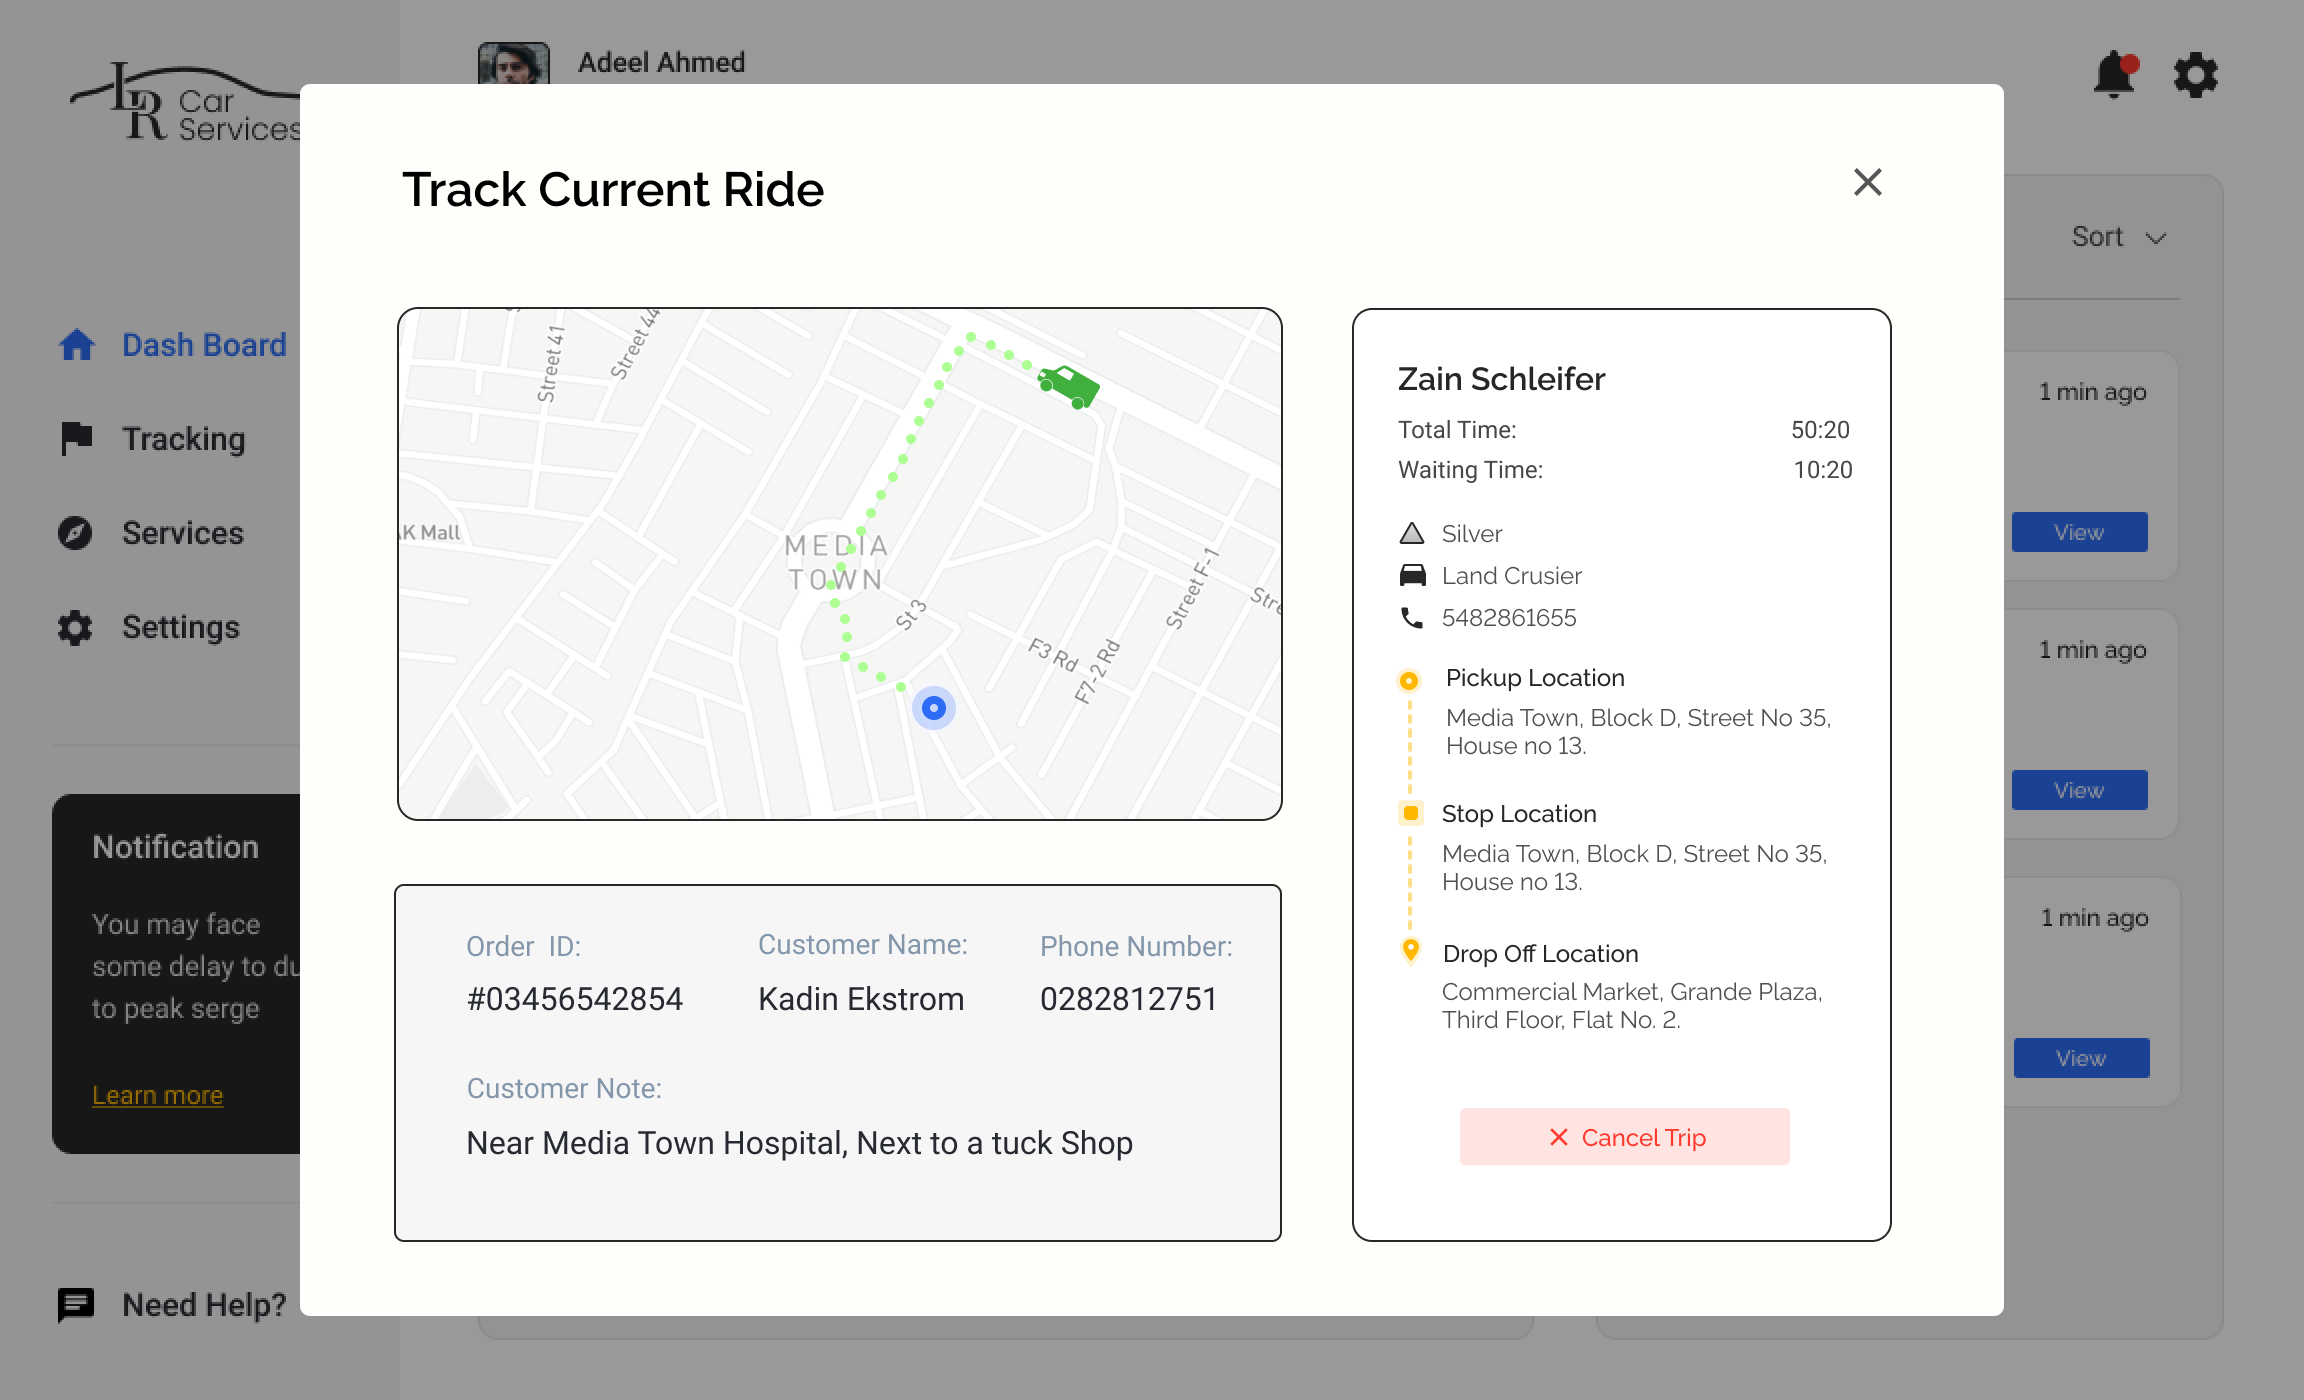 LR Car
Services
Adeel Ahmed
Dash Board
Tracking
Services
Settings
Notification
You may face
some delay to du
to peak serge
Learn more
Need Help?
Track Current Ride
Street 41
Street 44
K Mall
MEDIA
TOWN
St 3
F3 Rd
F7-2 Rd
Street F-1
Stre
Order ID:
#03456542854
Customer Name:
Kadin Ekstrom
Phone Number:
0282812751
Customer Note:
Near Media Town Hospital, Next to a tuck Shop
Zain Schleifer
Total Time: 50:20
Waiting Time: 10:20
Silver
Land Crusier
5482861655
Pickup Location
Media Town, Block D, Street No 35,
House no 13.
Stop Location
Media Town, Block D, Street No 35,
House no 13.
Drop Off Location
Commercial Market, Grande Plaza,
Third Floor, Flat No. 2.
Cancel Trip
Sort
1 min ago
View
1 min ago
View
1 min ago
View